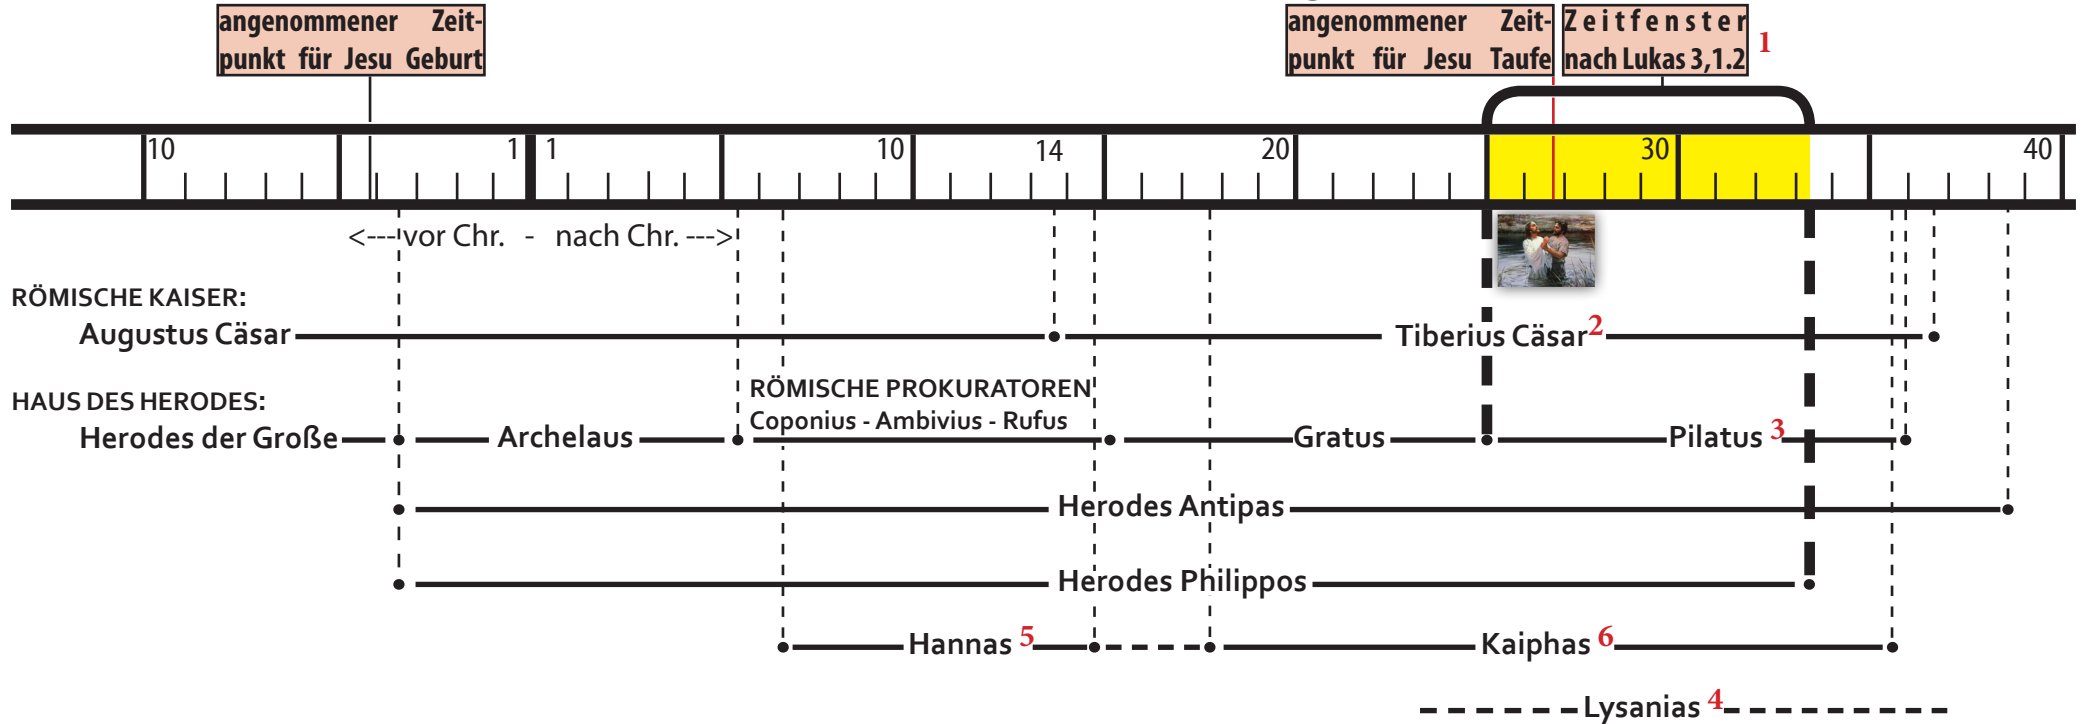 angenommener Zeit-
punkt für Jesu Geburt
angenommener Zeit-
punkt für Jesu Taufe
Zeitfenster
nach Lukas 3,1.2
1
10 1 1 10 14 20 30 40
<---vor Chr. - nach Chr. --->
RÖMISCHE KAISER:
Augustus Cäsar Tiberius Cäsar 2
RÖMISCHE PROKURATOREN
HAUS DES HERODES:
Coponius - Ambivius - Rufus
Herodes der Große Archelaus Gratus Pilatus 3
Herodes Antipas
Herodes Philippos
Hannas 5 Kaiphas 6
Lysanias 4